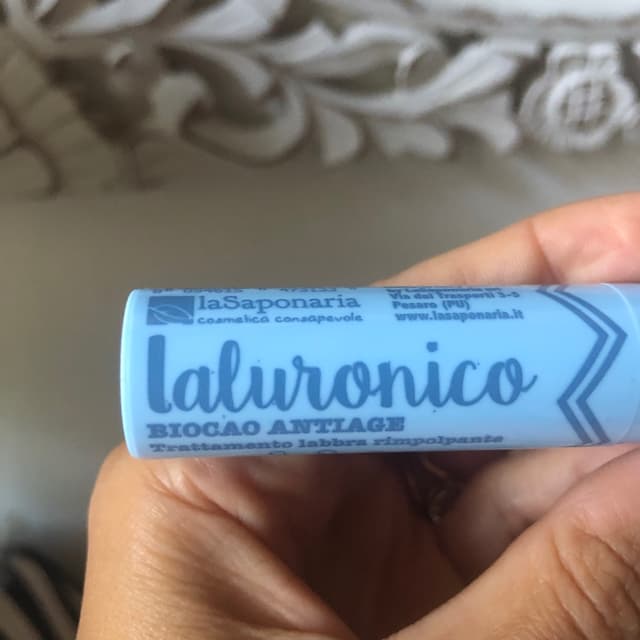 laSaponaria
cosmetica consapevole
Via dei Trasporti 3-5
Pesaro (PU)
www.lasaponaria.it
Ialuronico
BIOCAO ANTIAGE
Trattamento labbra rimpolpante